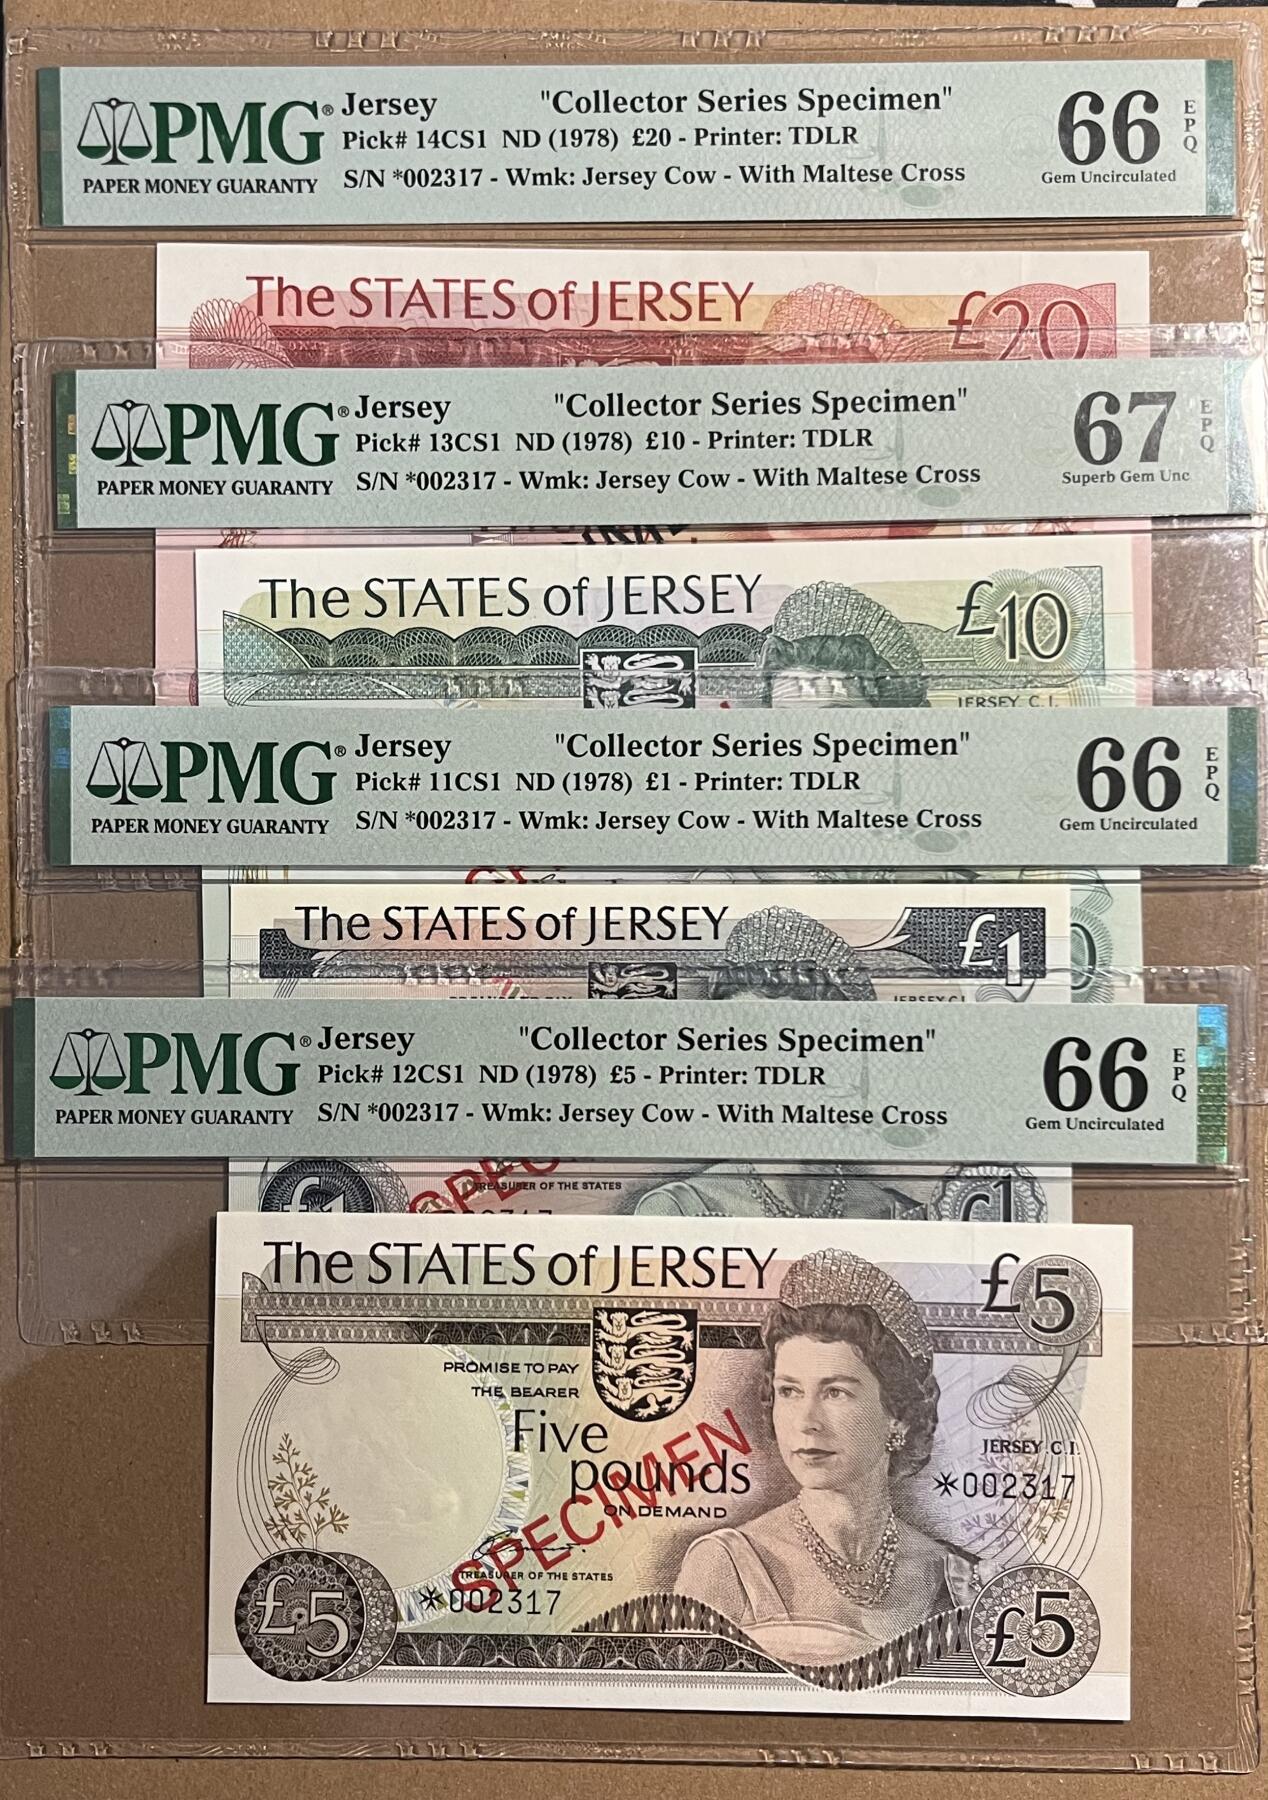 PMG® Jersey "Collector Series Specimen" 66 EPQ
Pick# 14CS1 ND (1978) £20 - Printer: TDLR
PAPER MONEY GUARANTY S/N *002317 - Wmk: Jersey Cow - With Maltese Cross Gem Uncirculated
The STATES of JERSEY £20
PMG® Jersey "Collector Series Specimen" 67 EPQ
Pick# 13CS1 ND (1978) £10 - Printer: TDLR
PAPER MONEY GUARANTY S/N *002317 - Wmk: Jersey Cow - With Maltese Cross Superb Gem Unc
The STATES of JERSEY £10
JERSEY C.I.
PMG® Jersey "Collector Series Specimen" 66 EPQ
Pick# 11CS1 ND (1978) £1 - Printer: TDLR
PAPER MONEY GUARANTY S/N *002317 - Wmk: Jersey Cow - With Maltese Cross Gem Uncirculated
The STATES of JERSEY £1
JERSEY C.I.
PMG® Jersey "Collector Series Specimen" 66 EPQ
Pick# 12CS1 ND (1978) £5 - Printer: TDLR
PAPER MONEY GUARANTY S/N *002317 - Wmk: Jersey Cow - With Maltese Cross Gem Uncirculated
£1 SPEC TREASURER OF THE STATES £1
The STATES of JERSEY £5
PROMISE TO PAY
THE BEARER
Five
pounds
ON DEMAND
SPECIMEN
JERSEY C.I.
*002317
TREASURER OF THE STATES
*002317
£5 £5